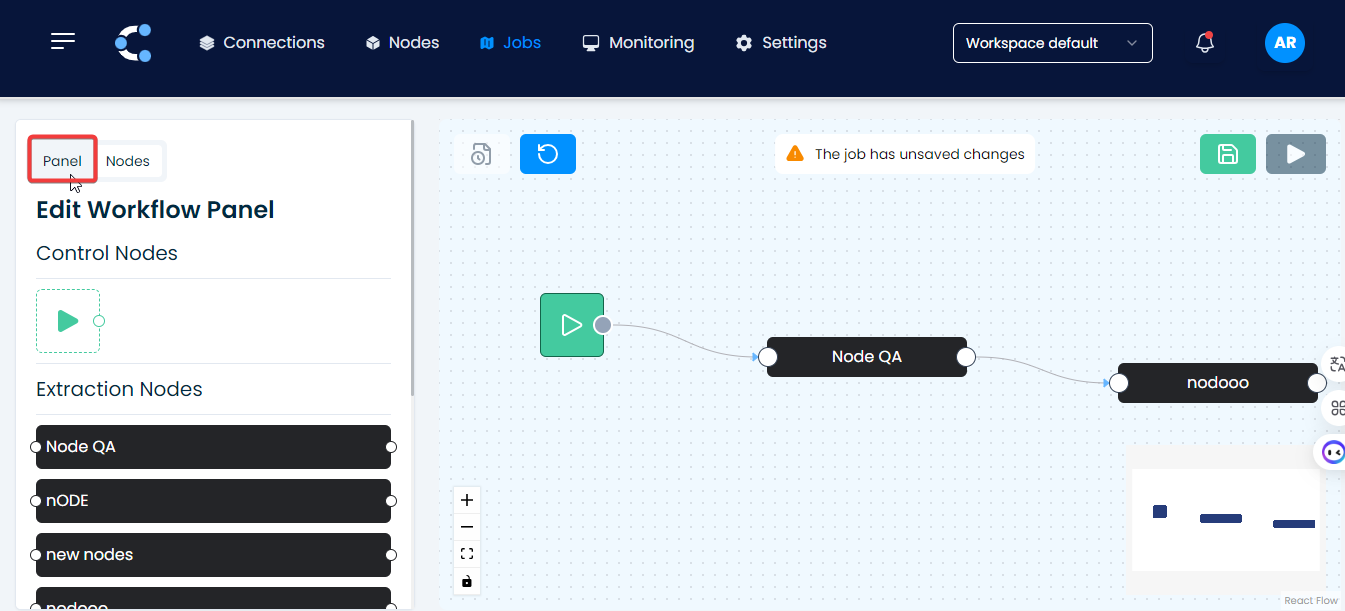 Connections
Nodes
Jobs
Monitoring
Settings
Workspace default
AR
Panel
Nodes
The job has unsaved changes
Edit Workflow Panel
Control Nodes
Extraction Nodes
Node QA
nODE
new nodes
nodooo
Node QA
nodooo
React Flow